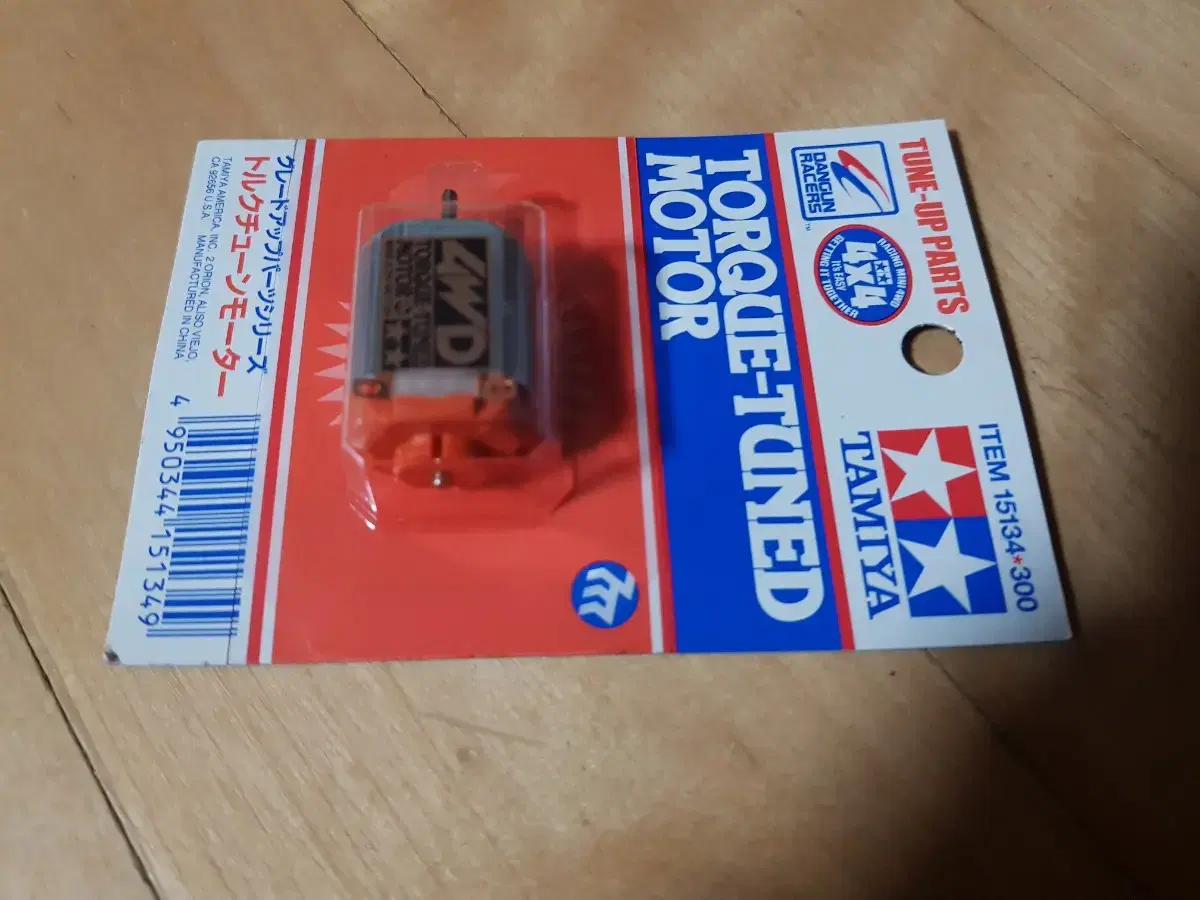 TUNE-UP PARTS
ITEM 15134*300
DANGUN RACERS™
RACING MINI 4WD
4X4
It's EASY
GETTING IT TOGETHER
TAMIYA
TORQUE-TUNED
MOTOR
4WD
TORQUE-TUNED
MOTOR
グレードアップパーツシリーズ
トルクチューンモーター
TAMIYA AMERICA, INC. 2 ORION, ALISO VIEJO,
CA 92656 U.S.A. MANUFACTURED IN CHINA
4 950344 151349